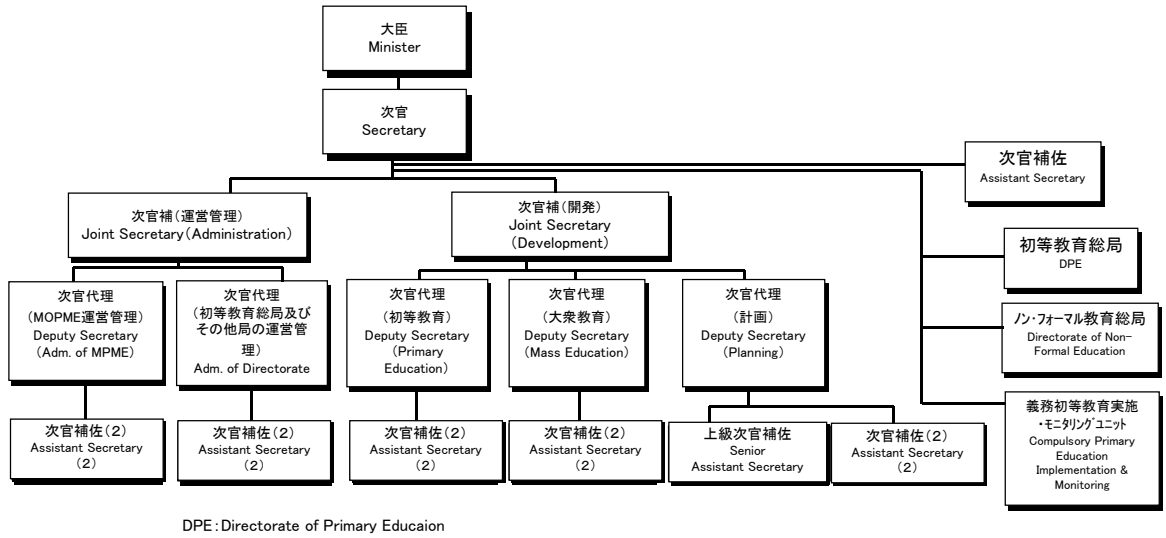 大臣
Minister
次官
Secretary
次官補佐
Assistant Secretary
次官補(運営管理)
Joint Secretary(Administration)
次官補(開発)
Joint Secretary
(Development)
初等教育総局
DPE
次官代理
(MOPME運営管理)
Deputy Secretary
(Adm. of MPME)
次官代理
(初等教育総局及び
その他局の運営管
理)
Adm. of Directorate
次官代理
(初等教育)
Deputy Secretary
(Primary
Education)
次官代理
(大衆教育)
Deputy Secretary
(Mass Education)
次官代理
(計画)
Deputy Secretary
(Planning)
ノン・フォーマル教育総局
Directorate of Non-
Formal Education
次官補佐(2)
Assistant Secretary
(2)
次官補佐(2)
Assistant Secretary
(2)
次官補佐(2)
Assistant Secretary
(2)
次官補佐(2)
Assistant Secretary
(2)
上級次官補佐
Senior
Assistant Secretary
次官補佐(2)
Assistant Secretary
(2)
義務初等教育実施
・モニタリングユニット
Compulsory Primary
Education
Implementation &
Monitoring
DPE:Directorate of Primary Educaion